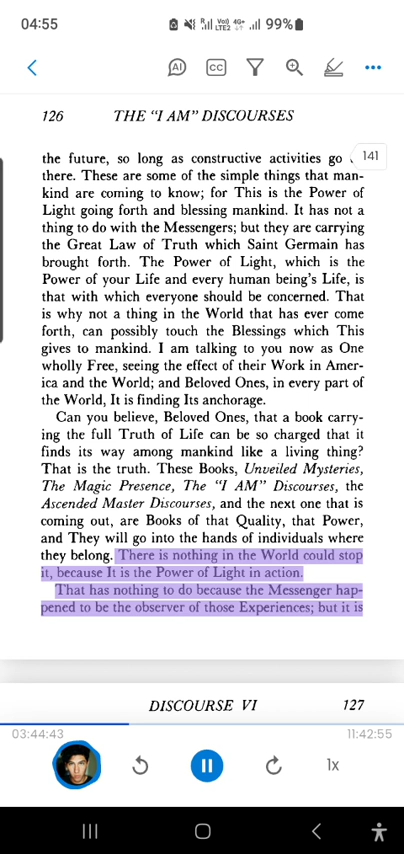 04:55
99%
AI
CC
126 THE “I AM” DISCOURSES
141
the future, so long as constructive activities go
there. These are some of the simple things that man-
kind are coming to know; for This is the Power of
Light going forth and blessing mankind. It has not a
thing to do with the Messengers; but they are carrying
the Great Law of Truth which Saint Germain has
brought forth. The Power of Light, which is the
Power of your Life and every human being’s Life, is
that with which everyone should be concerned. That
is why not a thing in the World that has ever come
forth, can possibly touch the Blessings which This
gives to mankind. I am talking to you now as One
wholly Free, seeing the effect of their Work in Amer-
ica and the World; and Beloved Ones, in every part of
the World, It is finding Its anchorage.
Can you believe, Beloved Ones, that a book carry-
ing the full Truth of Life can be so charged that it
finds its way among mankind like a living thing?
That is the truth. These Books, Unveiled Mysteries,
The Magic Presence, The “I AM” Discourses, the
Ascended Master Discourses, and the next one that is
coming out, are Books of that Quality, that Power,
and They will go into the hands of individuals where
they belong. There is nothing in the World could stop
it, because It is the Power of Light in action.
That has nothing to do because the Messenger hap-
pened to be the observer of those Experiences; but it is
DISCOURSE VI 127
03:44:43 11:42:55
1x